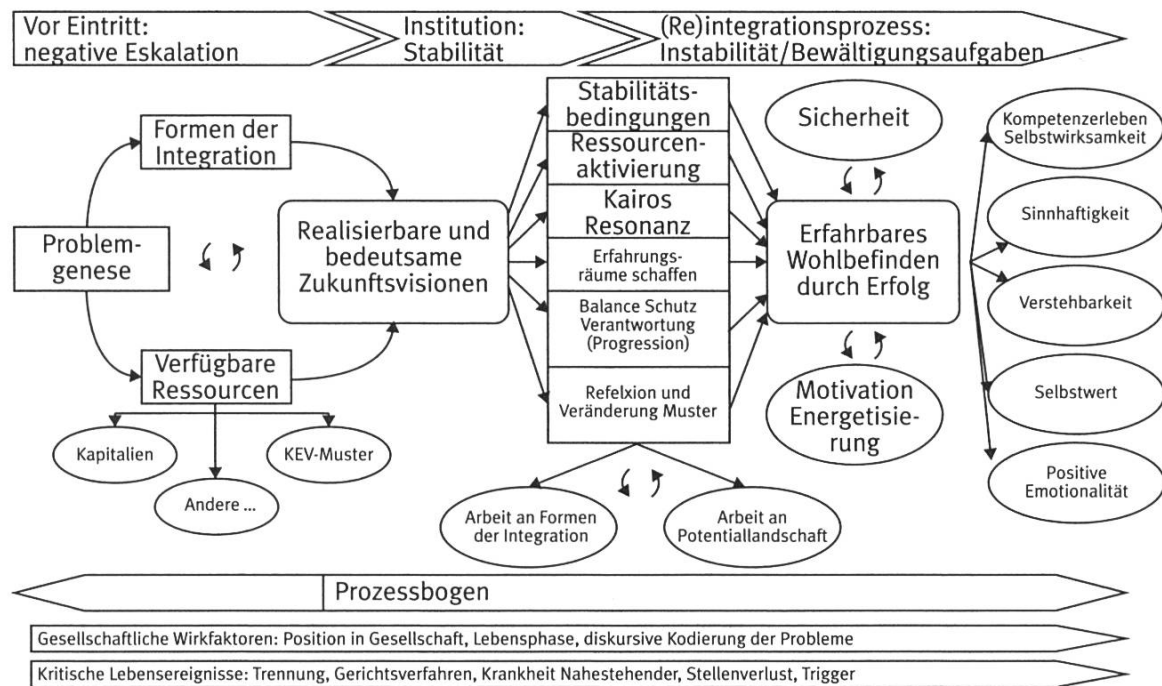 Vor Eintritt:
negative Eskalation
Institution:
Stabilität
(Re)integrationsprozess:
Instabilität/Bewältigungsaufgaben
Formen der
Integration
Problem-
genese
Verfügbare
Ressourcen
Kapitalien
KEV-Muster
Andere ...
Realisierbare und
bedeutsame
Zukunftsvisionen
Stabilitäts-
bedingungen
Ressourcen-
aktivierung
Kairos
Resonanz
Erfahrungs-
räume schaffen
Balance Schutz
Verantwortung
(Progression)
Refelxion und
Veränderung Muster
Arbeit an Formen
der Integration
Arbeit an
Potentiallandschaft
Sicherheit
Erfahrbares
Wohlbefinden
durch Erfolg
Motivation
Energetisie-
rung
Kompetenzerleben
Selbstwirksamkeit
Sinnhaftigkeit
Verstehbarkeit
Selbstwert
Positive
Emotionalität
Prozessbogen
Gesellschaftliche Wirkfaktoren: Position in Gesellschaft, Lebensphase, diskursive Kodierung der Probleme
Kritische Lebensereignisse: Trennung, Gerichtsverfahren, Krankheit Nahestehender, Stellenverlust, Trigger